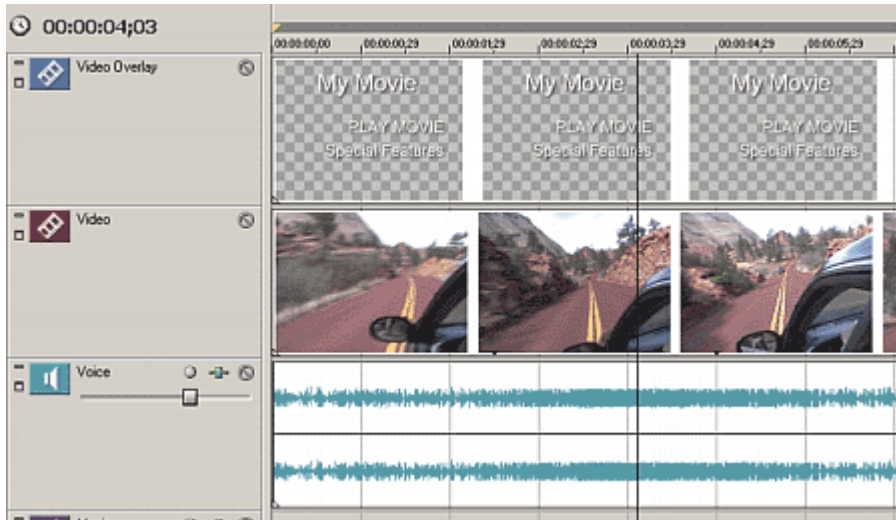 00:00:04;03
00:00:00;00 00:00:00;29 00:00:01;29 00:00:02;29 00:00:03;29 00:00:04;29 00:00:05;29
Video Overlay
My Movie My Movie My Movie
PLAY MOVIE PLAY MOVIE PLAY MOVIE
Special Features Special Features Special Features
Video
Voice